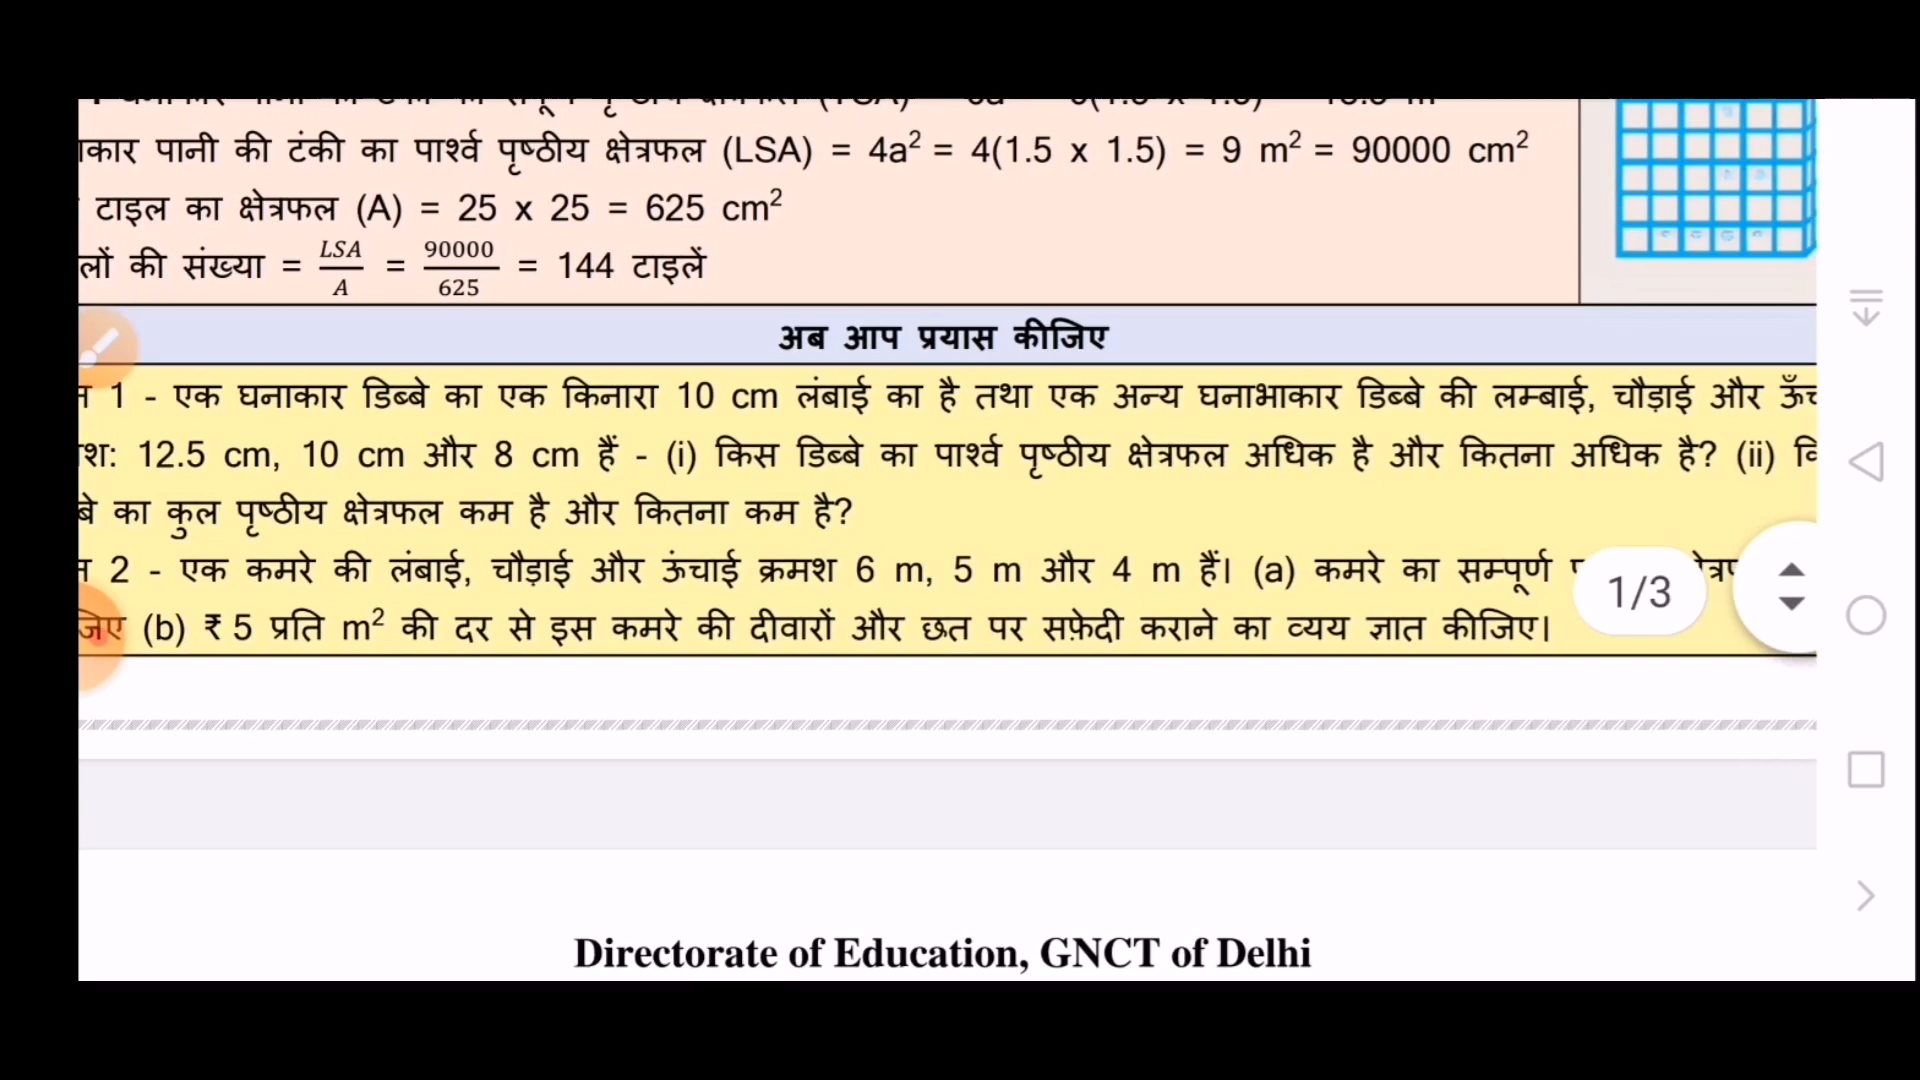 पानी की टंकी का पार्श्व पृष्ठीय क्षेत्रफल (LSA) = 4a² = 4(1.5 x 1.5) = 9 m² = 90000 cm²
टाइल का क्षेत्रफल (A) = 25 x 25 = 625 cm²
की संख्या = LSA/A = 90000/625 = 144 टाइलें
अब आप प्रयास कीजिए
1 - एक घनाकार डिब्बे का एक किनारा 10 cm लंबाई का है तथा एक अन्य घनाभाकार डिब्बे की लम्बाई, चौड़ाई और
12.5 cm, 10 cm और 8 cm हैं - (i) किस डिब्बे का पार्श्व पृष्ठीय क्षेत्रफल अधिक है और कितना अधिक है? (ii)
का कुल पृष्ठीय क्षेत्रफल कम है और कितना कम है?
2 - एक कमरे की लंबाई, चौड़ाई और ऊंचाई क्रमश 6 m, 5 m और 4 m हैं। (a) कमरे का सम्पूर्ण
1/3
(b) ₹ 5 प्रति m² की दर से इस कमरे की दीवारों और छत पर सफ़ेदी कराने का व्यय ज्ञात कीजिए।
Directorate of Education, GNCT of Delhi